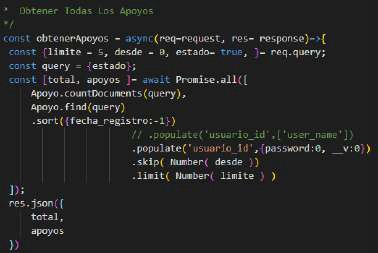 * Obtener Todas Los Apoyos
*/
const obtenerApoyos = async(req=request, res= response)=>{
const {limite = 5, desde = 0, estado= true, }= req.query;
const query = {estado};
const [total, apoyos ]= await Promise.all([
Apoyo.countDocuments(query),
Apoyo.find(query)
.sort({fecha_registro:-1})
// .populate('usuario_id',['user_name'])
.populate('usuario_id',{password:0, __v:0})
.skip( Number( desde ))
.limit( Number( limite ) )
]);
res.json({
total,
apoyos
})